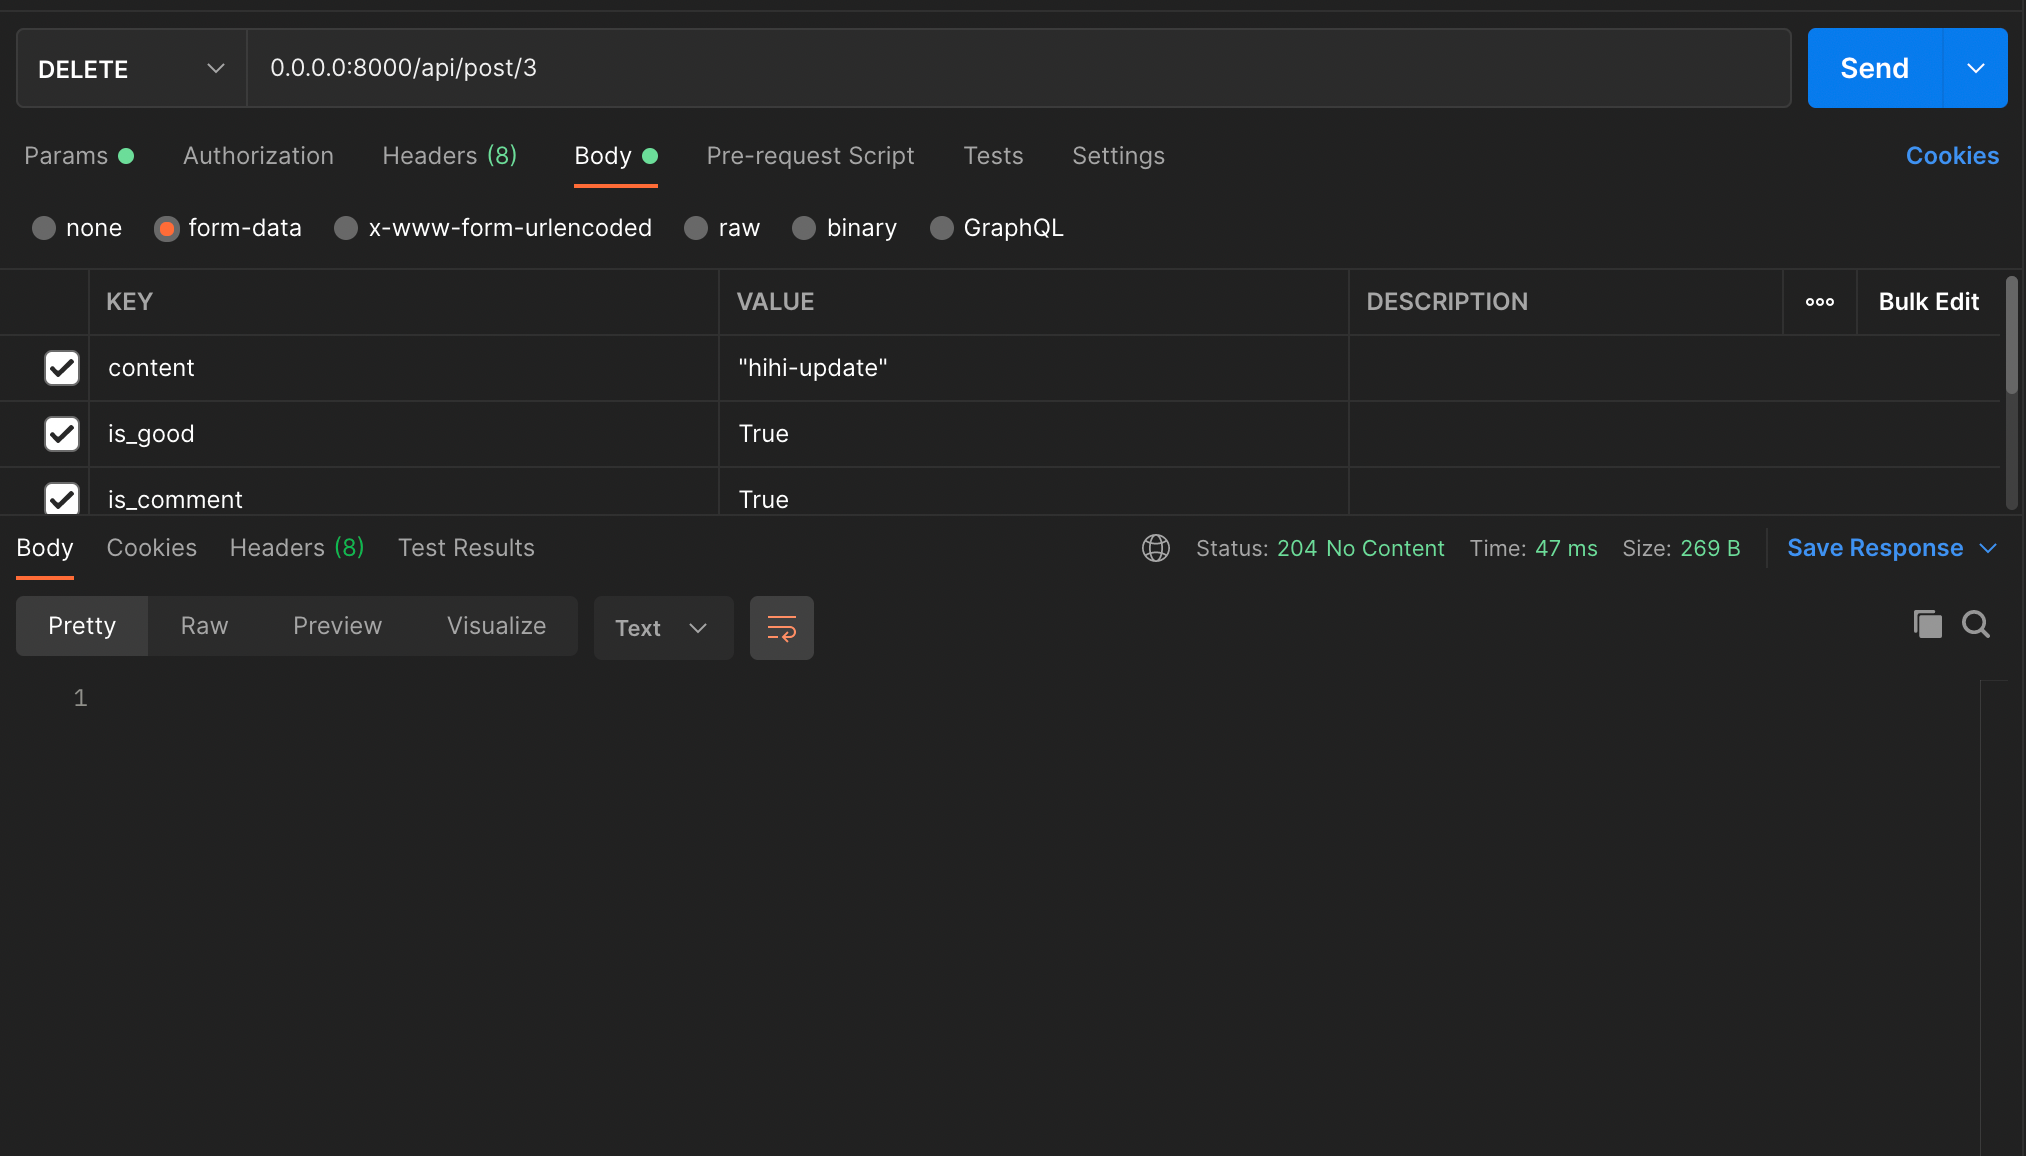 DELETE 0.0.0.0:8000/api/post/3 Send
Params Authorization Headers (8) Body Pre-request Script Tests Settings Cookies
none form-data x-www-form-urlencoded raw binary GraphQL
KEY VALUE DESCRIPTION ooo Bulk Edit
content "hihi-update"
is_good True
is_comment True
Body Cookies Headers (8) Test Results Status: 204 No Content Time: 47 ms Size: 269 B Save Response
Pretty Raw Preview Visualize Text
1